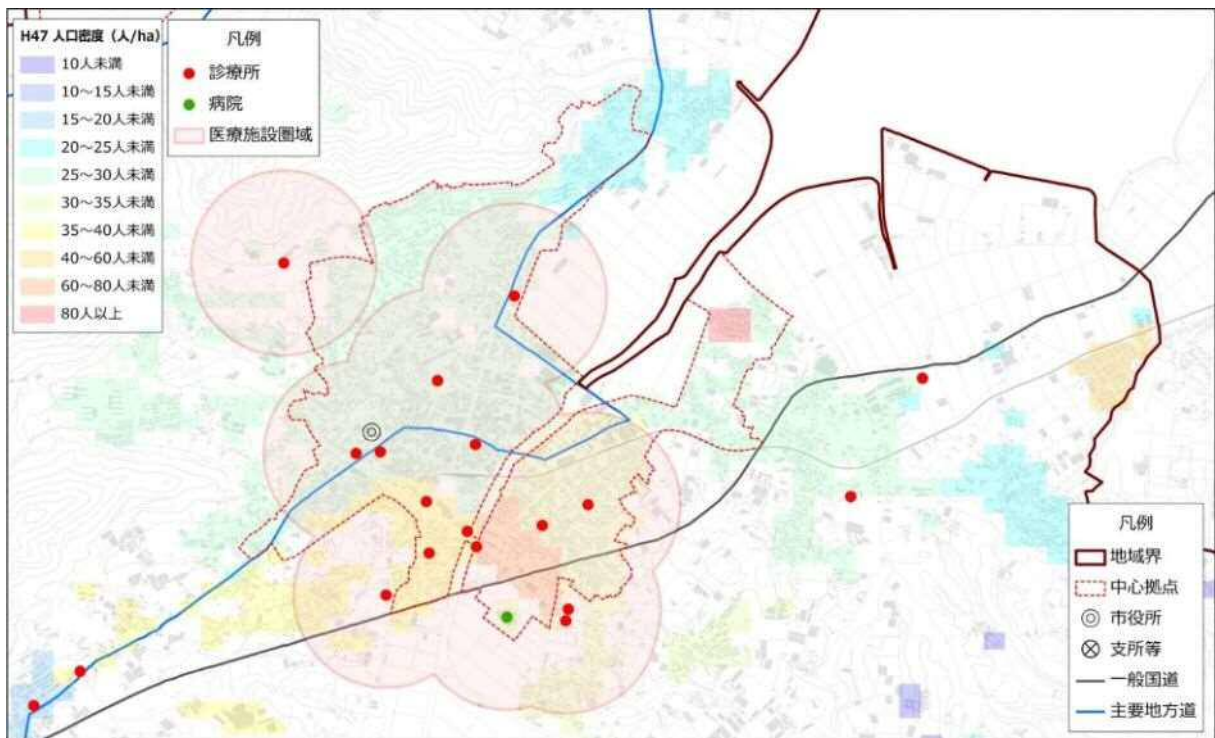 H47 人口密度（人/ha）
10人未満
10～15人未満
15～20人未満
20～25人未満
25～30人未満
30～35人未満
35～40人未満
40～60人未満
60～80人未満
80人以上
凡例
診療所
病院
医療施設圏域
凡例
地域界
中心拠点
市役所
支所等
一般国道
主要地方道